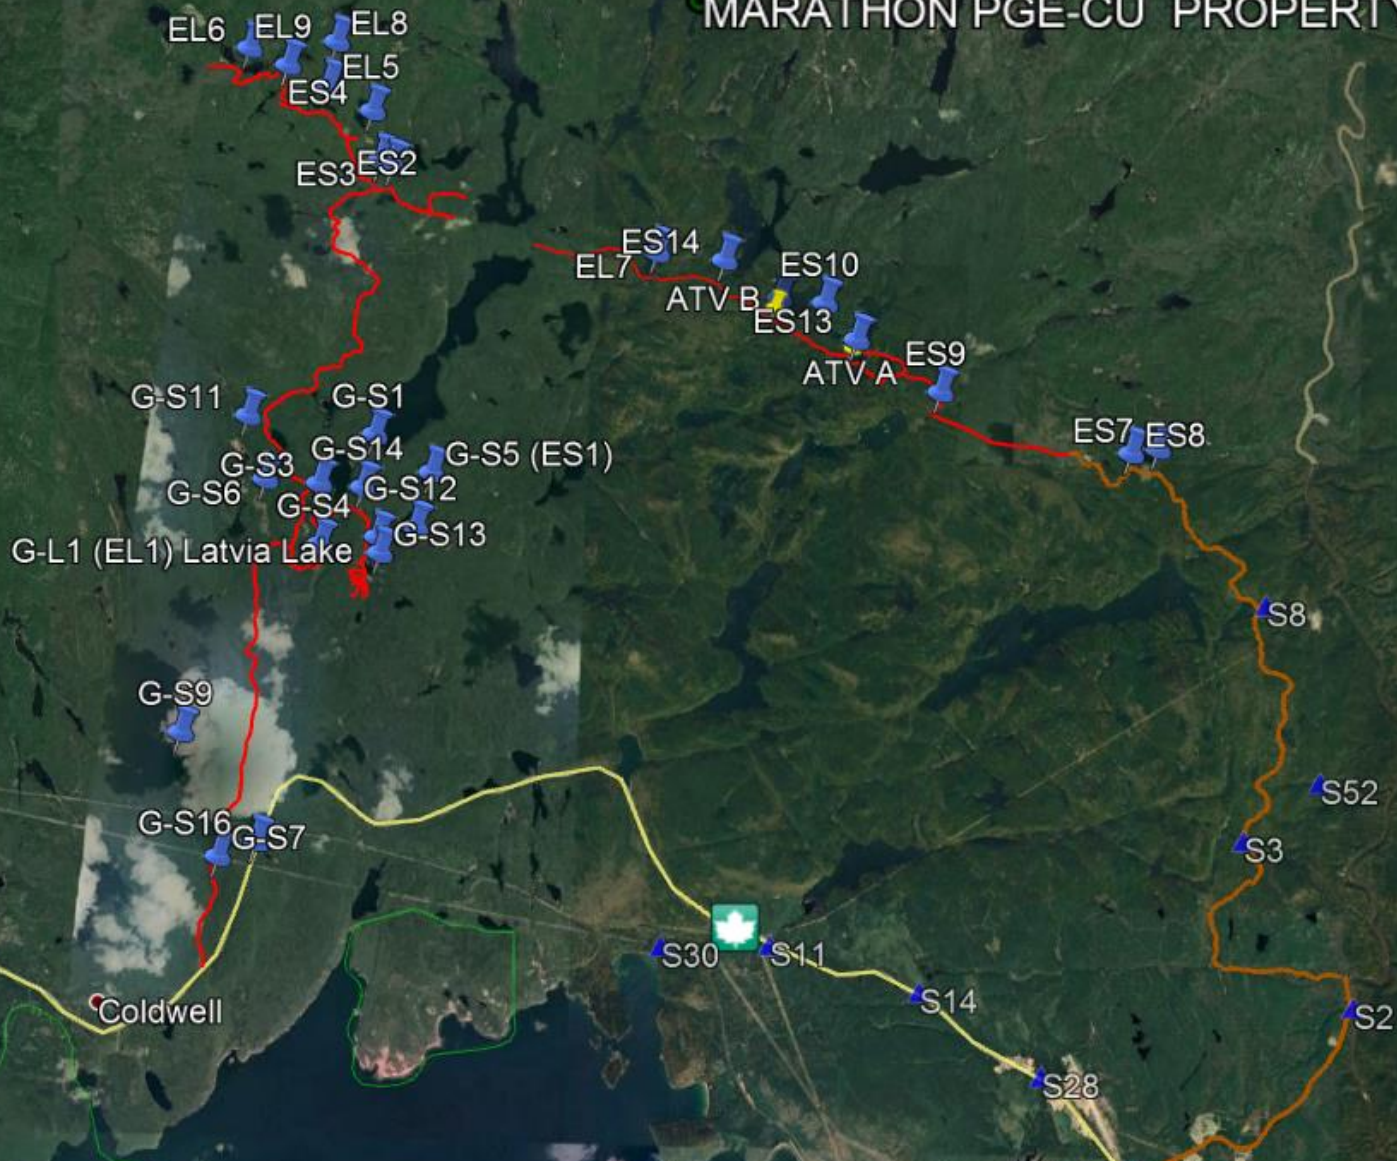 MARATHON PGE-CU PROPERTY
EL6
EL9
EL8
EL5
ES4
ES3
ES2
ES14
EL7
ES10
ATV B
ES13
ES9
ATV A
G-S11
G-S1
ES7
ES8
G-S14
G-S5 (ES1)
G-S3
G-S6
G-S12
G-S4
G-S13
G-L1 (EL1) Latvia Lake
S8
G-S9
S52
G-S16
G-S7
S3
S30
S11
S14
Coldwell
S2
S28